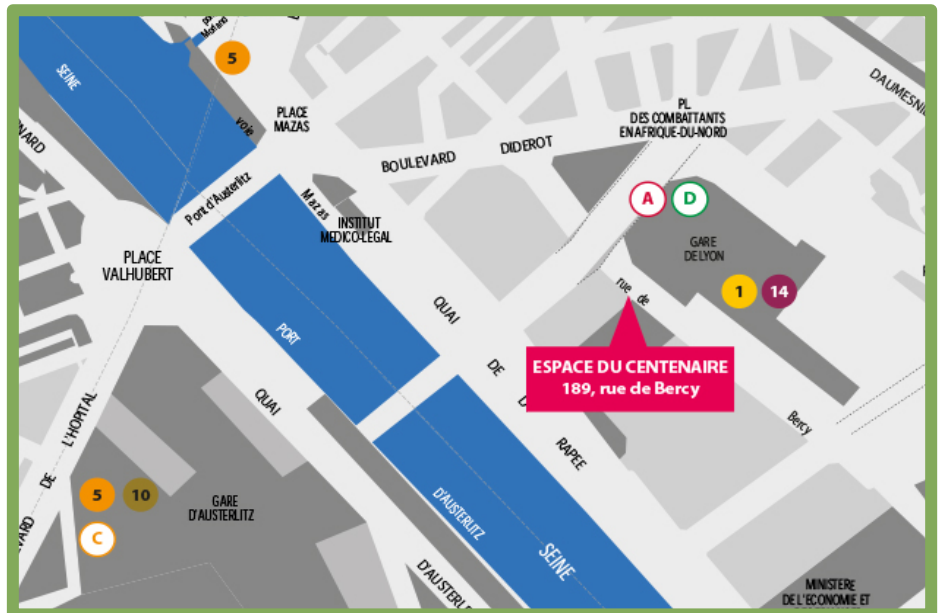 SEINE
Morland
5
voie
PLACE
MAZAS
PL
DES COMBATTANTS
EN AFRIQUE-DU-NORD
DAUMESNIL
BOULEVARD DIDEROT
Pont d'Austerlitz
Mazas
INSTITUT
MEDICO-LEGAL
A D
GARE
DE LYON
1 14
PLACE
VALHUBERT
rue de
Bercy
ESPACE DU CENTENAIRE
189, rue de Bercy
PORT
D'AUSTERLITZ
QUAI
DE
RAPEE
QUAI
D'AUSTERL
SEINE
DE
L'HOPITAL
5 10
C
GARE
D'AUSTERLITZ
MINISTERE
DE L'ECONOMIE ET